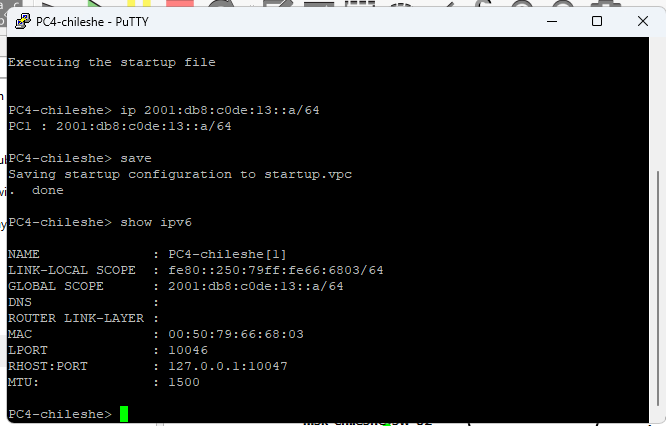 PC4-chileshe - PuTTY
Executing the startup file
PC4-chileshe> ip 2001:db8:c0de:13::a/64
PC1 : 2001:db8:c0de:13::a/64
PC4-chileshe> save
Saving startup configuration to startup.vpc
.  done
PC4-chileshe> show ipv6
NAME              : PC4-chileshe[1]
LINK-LOCAL SCOPE  : fe80::250:79ff:fe66:6803/64
GLOBAL SCOPE      : 2001:db8:c0de:13::a/64
DNS               :
ROUTER LINK-LAYER :
MAC               : 00:50:79:66:68:03
LPORT             : 10046
RHOST:PORT        : 127.0.0.1:10047
MTU:              : 1500
PC4-chileshe>